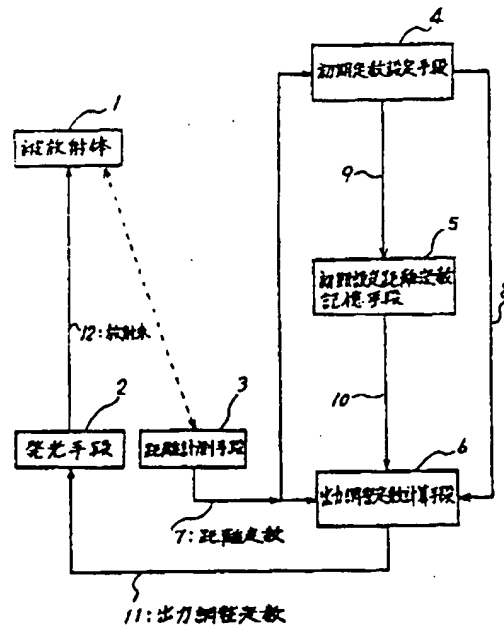 4
初期定数設定手段
1
被放射体
9
5
初期設定距離定数
記憶手段
8
12:放射束
10
2
3
6
発光手段
距離計測手段
出力調整定数計算手段
7:距離定数
11:出力調整定数